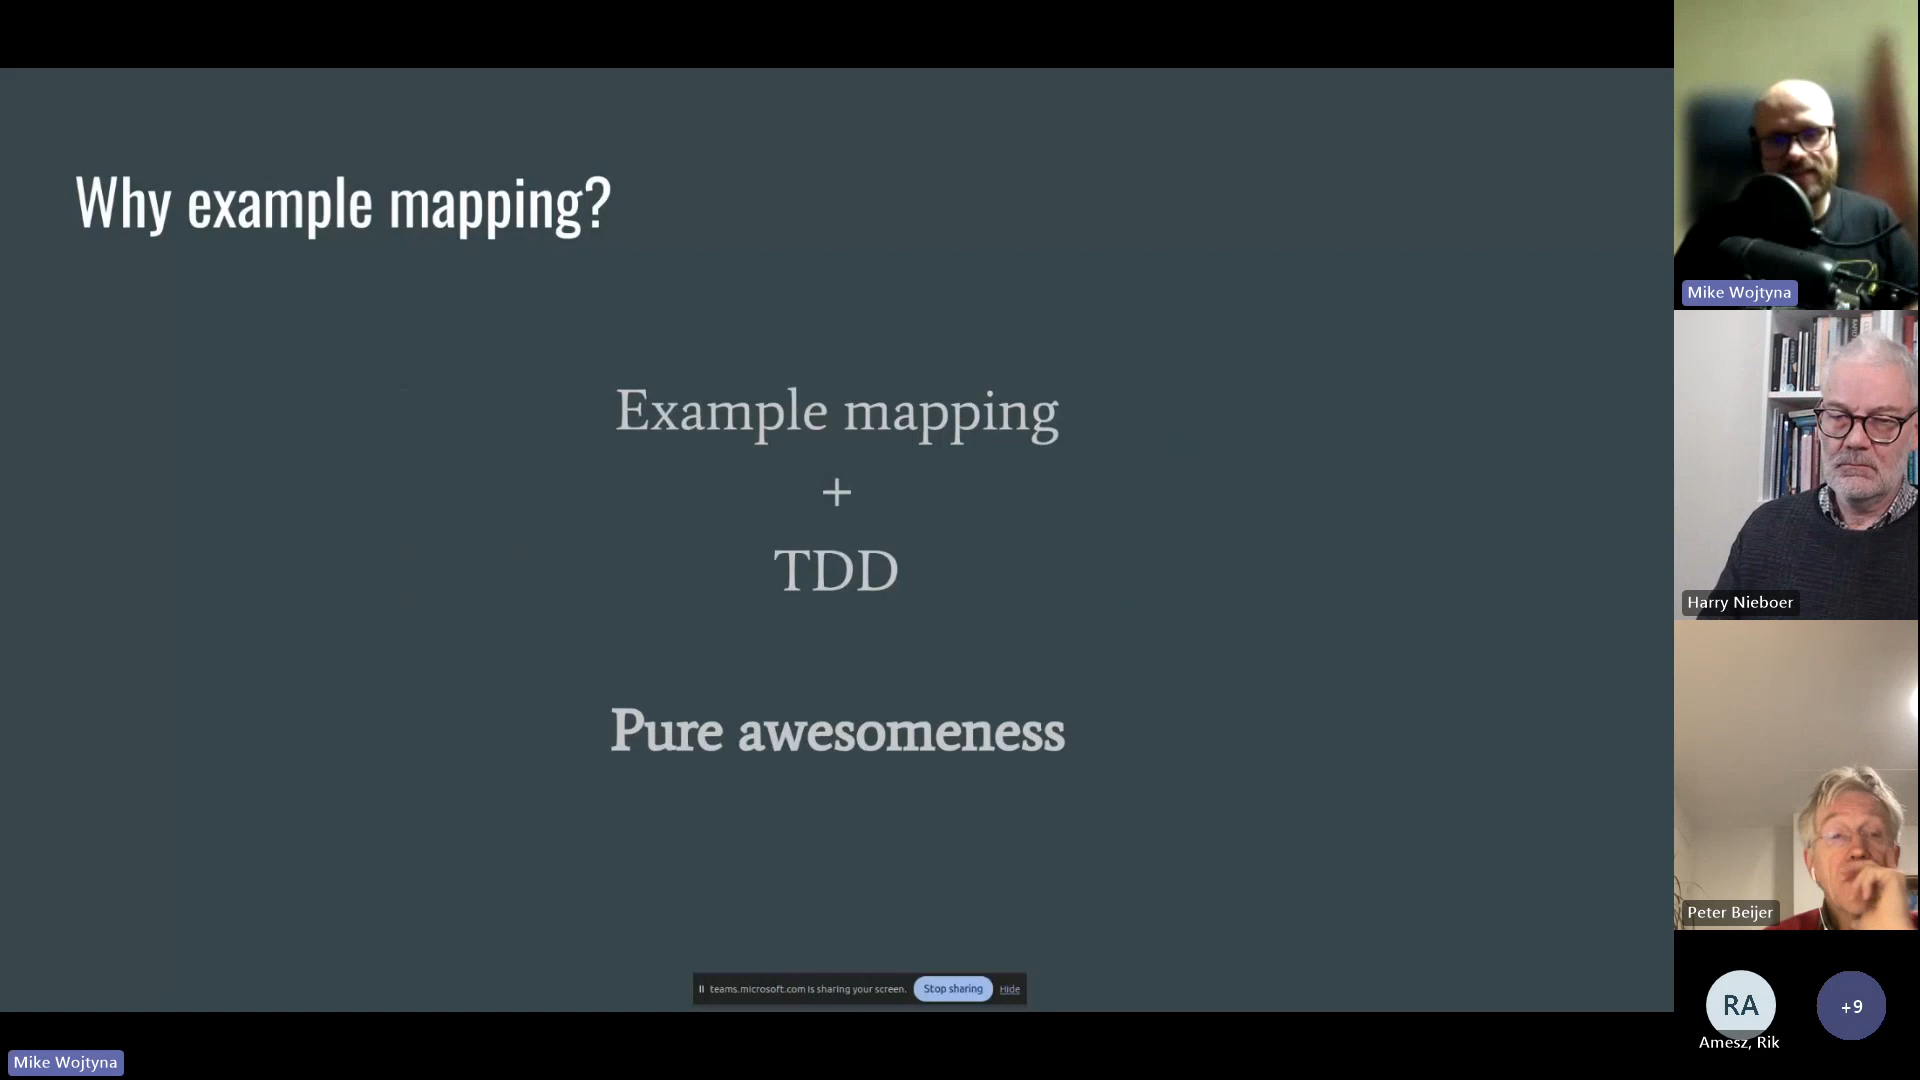 Why example mapping?
Example mapping
+
TDD
Pure awesomeness
teams.microsoft.com is sharing your screen.
Stop sharing
Hide
Mike Wojtyna
Harry Nieboer
Peter Beijer
RA
+9
Amesz, Rik
Mike Wojtyna